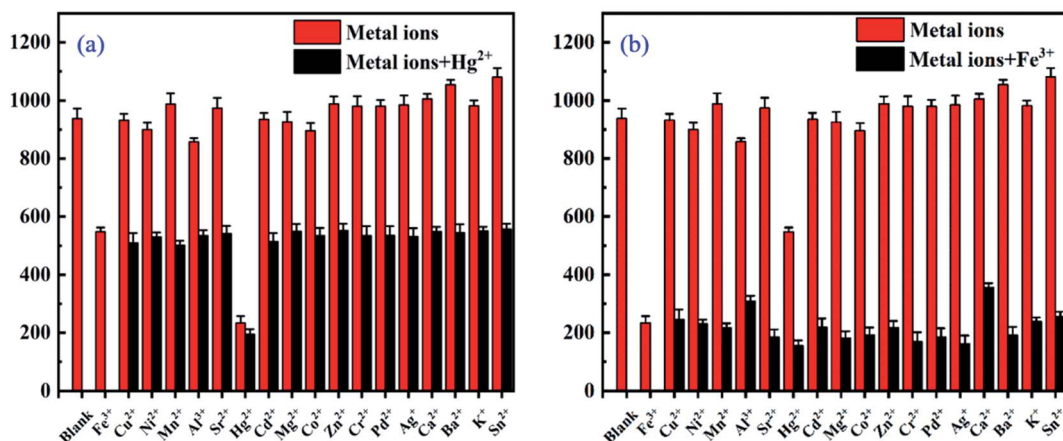 (a)
Metal ions
Metal ions+Hg²⁺
1200
1000
800
600
400
200
0
Blank
Fe³⁺
Cu²⁺
Ni²⁺
Mn²⁺
Al³⁺
Sr²⁺
Hg²⁺
Cd²⁺
Mg²⁺
Co²⁺
Zn²⁺
Cr²⁺
Pd²⁺
Ag⁺
Ca²⁺
Ba²⁺
K⁺
Sn²⁺
(b)
Metal ions
Metal ions+Fe³⁺
1200
1000
800
600
400
200
0
Blank
Fe³⁺
Cu²⁺
Ni²⁺
Mn²⁺
Al³⁺
Sr²⁺
Hg²⁺
Cd²⁺
Mg²⁺
Co²⁺
Zn²⁺
Cr²⁺
Pd²⁺
Ag⁺
Ca²⁺
Ba²⁺
K⁺
Sn²⁺